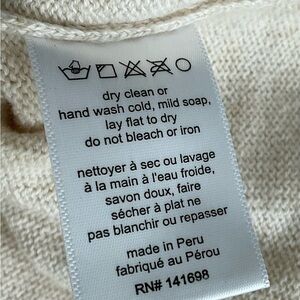 dry clean or
hand wash cold, mild soap,
lay flat to dry
do not bleach or iron
nettoyer à sec ou lavage
à la main à l'eau froide,
savon doux, faire
sécher à plat ne
pas blanchir ou repasser
made in Peru
fabriqué au Pérou
RN# 141698